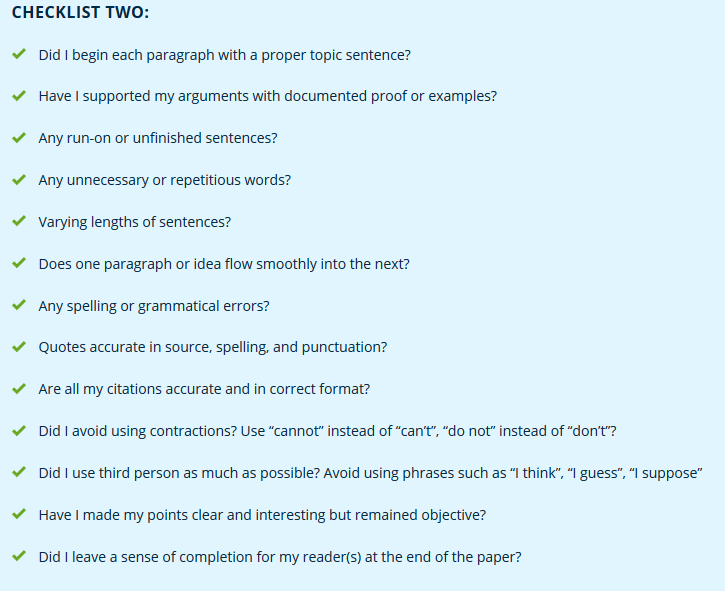 CHECKLIST TWO:
Did I begin each paragraph with a proper topic sentence?
Have I supported my arguments with documented proof or examples?
Any run-on or unfinished sentences?
Any unnecessary or repetitious words?
Varying lengths of sentences?
Does one paragraph or idea flow smoothly into the next?
Any spelling or grammatical errors?
Quotes accurate in source, spelling, and punctuation?
Are all my citations accurate and in correct format?
Did I avoid using contractions? Use “cannot” instead of “can’t”, “do not” instead of “don’t”?
Did I use third person as much as possible? Avoid using phrases such as “I think”, “I guess”, “I suppose”
Have I made my points clear and interesting but remained objective?
Did I leave a sense of completion for my reader(s) at the end of the paper?